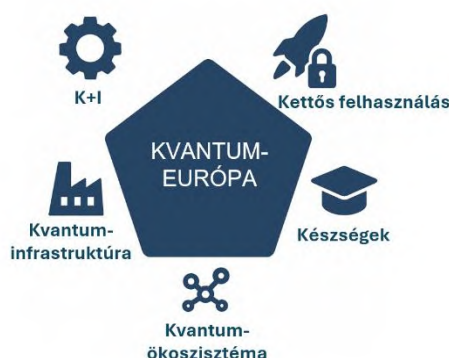 K+I
Kettős felhasználás
KVANTUM-
EURÓPA
Kvantum-
infrastruktúra
Készségek
Kvantum-
ökoszisztéma